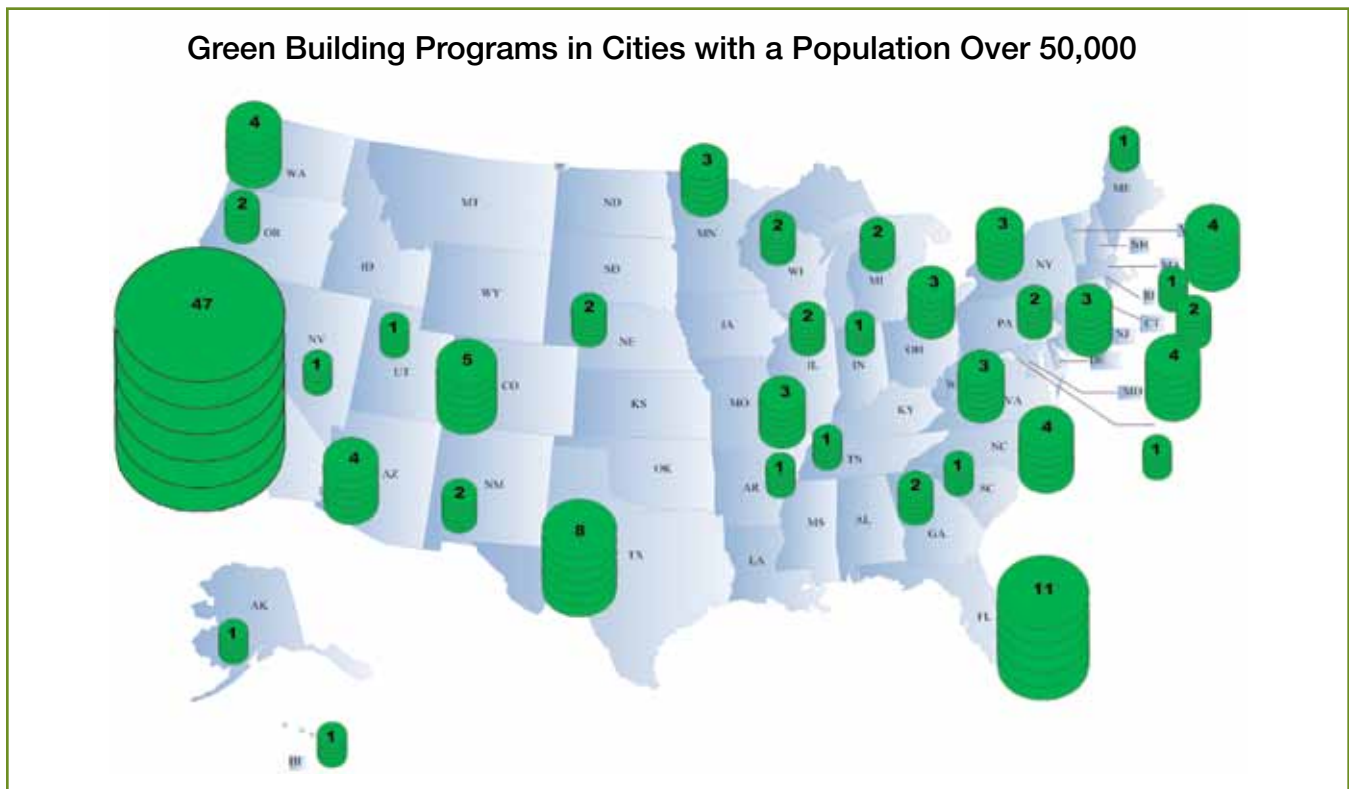 Green Building Programs in Cities with a Population Over 50,000
4
WA
2
OR
47
MT
ID
WY
ND
SD
3
MN
2
WI
2
MI
3
NY
1
ME
4
NH
RI
1
CT
2
NJ
3
2
PA
3
OH
1
IN
2
IL
IA
2
NE
NV
1
1
UT
5
CO
KS
MO
3
KY
3
VA
4
MD
1
4
NC
1
SC
2
GA
1
TN
1
AR
MS
AL
LA
OK
8
TX
2
NM
4
AZ
11
FL
AK
1
HI
1